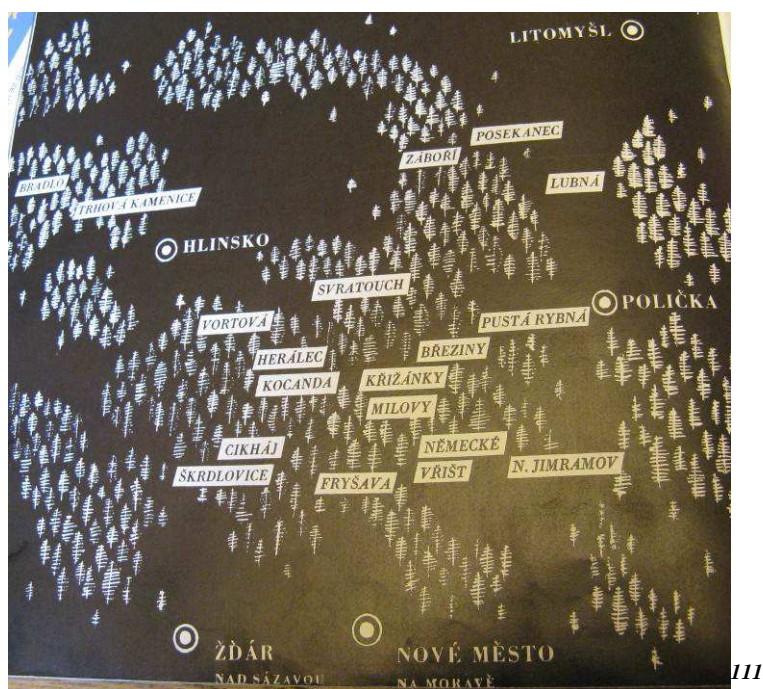 LITOMYŠL
POSEKANEC
ZÁBOŘÍ
LUBNÁ
BRADLO
TRHOVÁ KAMENICE
HLINSKO
SVRATOUCH
POLIČKA
VORTOVÁ
PUSTÁ RYBNÁ
BŘEZINY
HERÁLEC
KOCANDA
KŘIŽÁNKY
MILOVY
CIKHÁJ
NĚMECKÉ
ŠKRDLOVICE
FRYŠAVA
VŘIŠT
N. JIMRAMOV
ŽĎÁR
NAD SÁZAVOU
NOVÉ MĚSTO
NA MORAVĚ
111